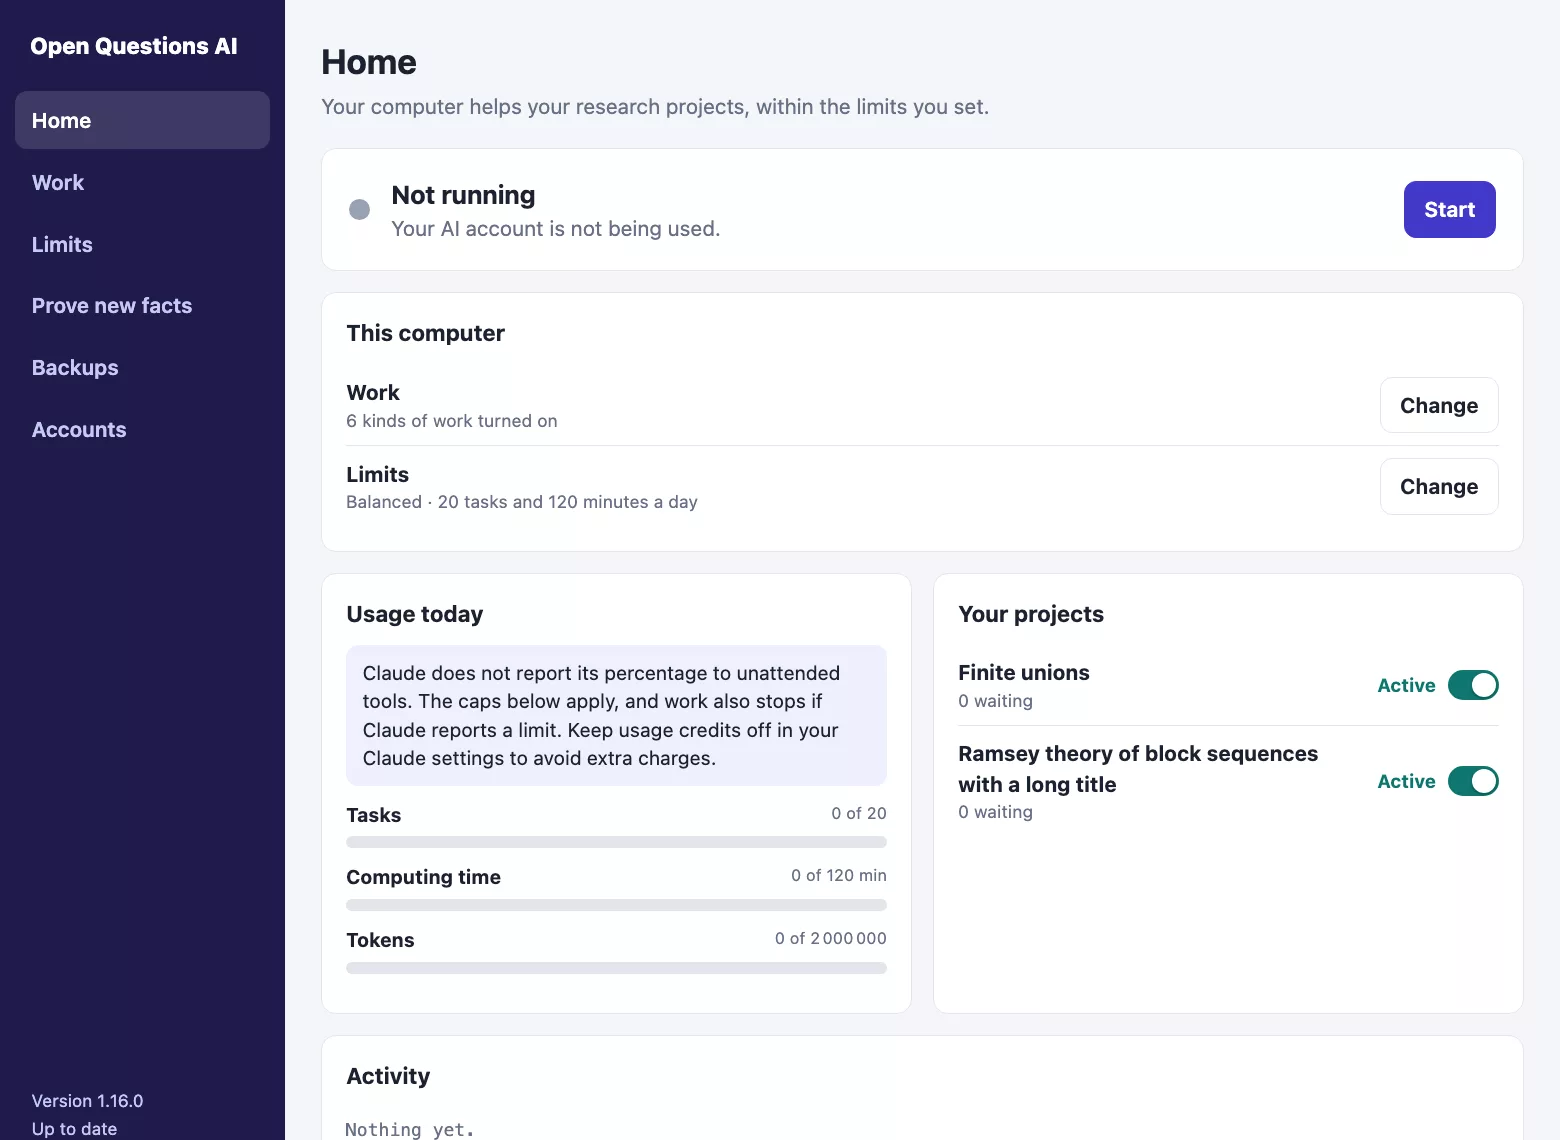 Open Questions AI
Home
Work
Limits
Prove new facts
Backups
Accounts
Version 1.16.0
Up to date
Home
Your computer helps your research projects, within the limits you set.
Not running
Your AI account is not being used.
Start
This computer
Work
6 kinds of work turned on
Change
Limits
Balanced · 20 tasks and 120 minutes a day
Change
Usage today
Claude does not report its percentage to unattended
tools. The caps below apply, and work also stops if
Claude reports a limit. Keep usage credits off in your
Claude settings to avoid extra charges.
Tasks
0 of 20
Computing time
0 of 120 min
Tokens
0 of 2 000 000
Your projects
Finite unions
0 waiting
Active
Ramsey theory of block sequences
with a long title
0 waiting
Active
Activity
Nothing yet.